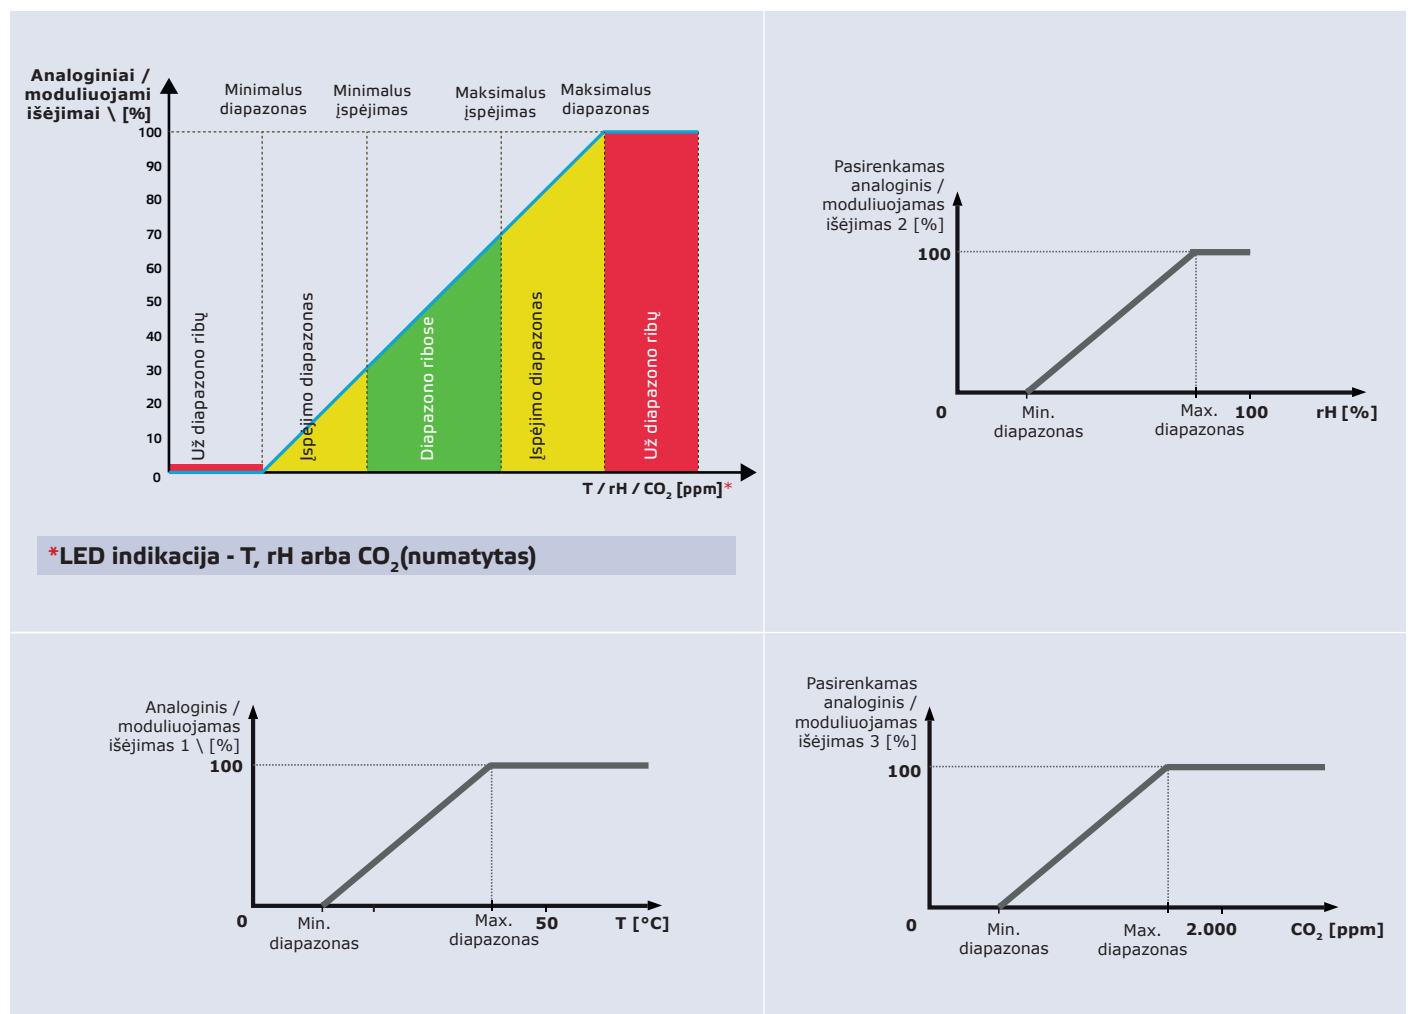 Analoginiai /
moduliuojami
išėjimai \ [%]
Minimalus
diapazonas
Minimalus
įspėjimas
Maksimalus
įspėjimas
Maksimalus
diapazonas
100
90
80
70
60
50
40
30
20
10
0
Už diapazono ribų
Įspėjimo diapazonas
Diapazono ribose
Įspėjimo diapazonas
Už diapazono ribų
T / rH / CO₂ [ppm]*
*LED indikacija - T, rH arba CO₂(numatytas)
Pasirenkamas
analoginis /
moduliuojamas
išėjimas 2 [%]
100
0
Min.
diapazonas
Max.
diapazonas
100
rH [%]
Analoginis /
moduliuojamas
išėjimas 1 \ [%]
100
0
Min.
diapazonas
Max.
diapazonas
50
T [°C]
Pasirenkamas
analoginis /
moduliuojamas
išėjimas 3 [%]
100
0
Min.
diapazonas
Max.
diapazonas
2.000
CO₂ [ppm]